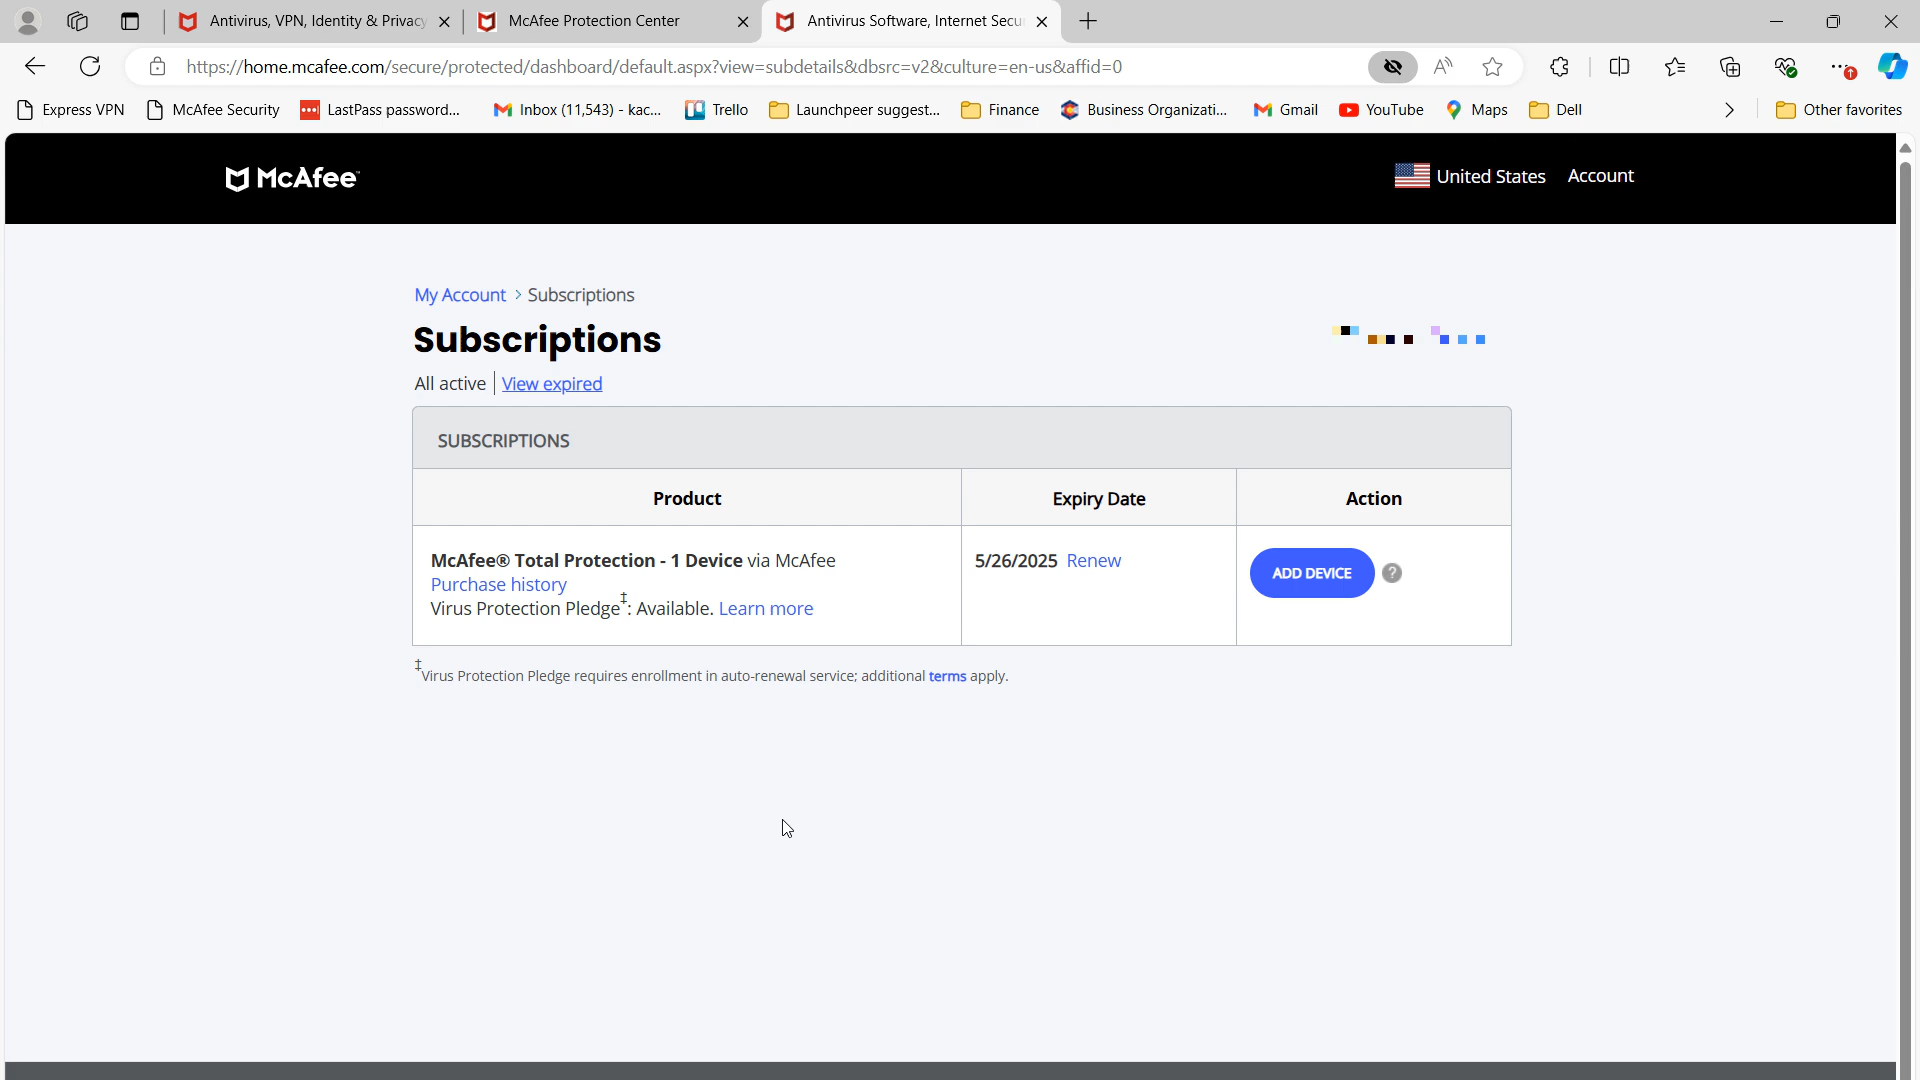 Antivirus, VPN, Identity & Privacy
McAfee Protection Center
Antivirus Software, Internet Secu
https://home.mcafee.com/secure/protected/dashboard/default.aspx?view=subdetails&dbsrc=v2&culture=en-us&affid=0
Express VPN
McAfee Security
LastPass password...
Inbox (11,543) - kac...
Trello
Launchpeer suggest...
Finance
Business Organizati...
Gmail
YouTube
Maps
Dell
Other favorites
McAfee™
United States
Account
My Account > Subscriptions
Subscriptions
All active | View expired
SUBSCRIPTIONS
Product
Expiry Date
Action
McAfee® Total Protection - 1 Device via McAfee
Purchase history
Virus Protection Pledge‡: Available. Learn more
5/26/2025 Renew
ADD DEVICE
?
‡Virus Protection Pledge requires enrollment in auto-renewal service; additional terms apply.